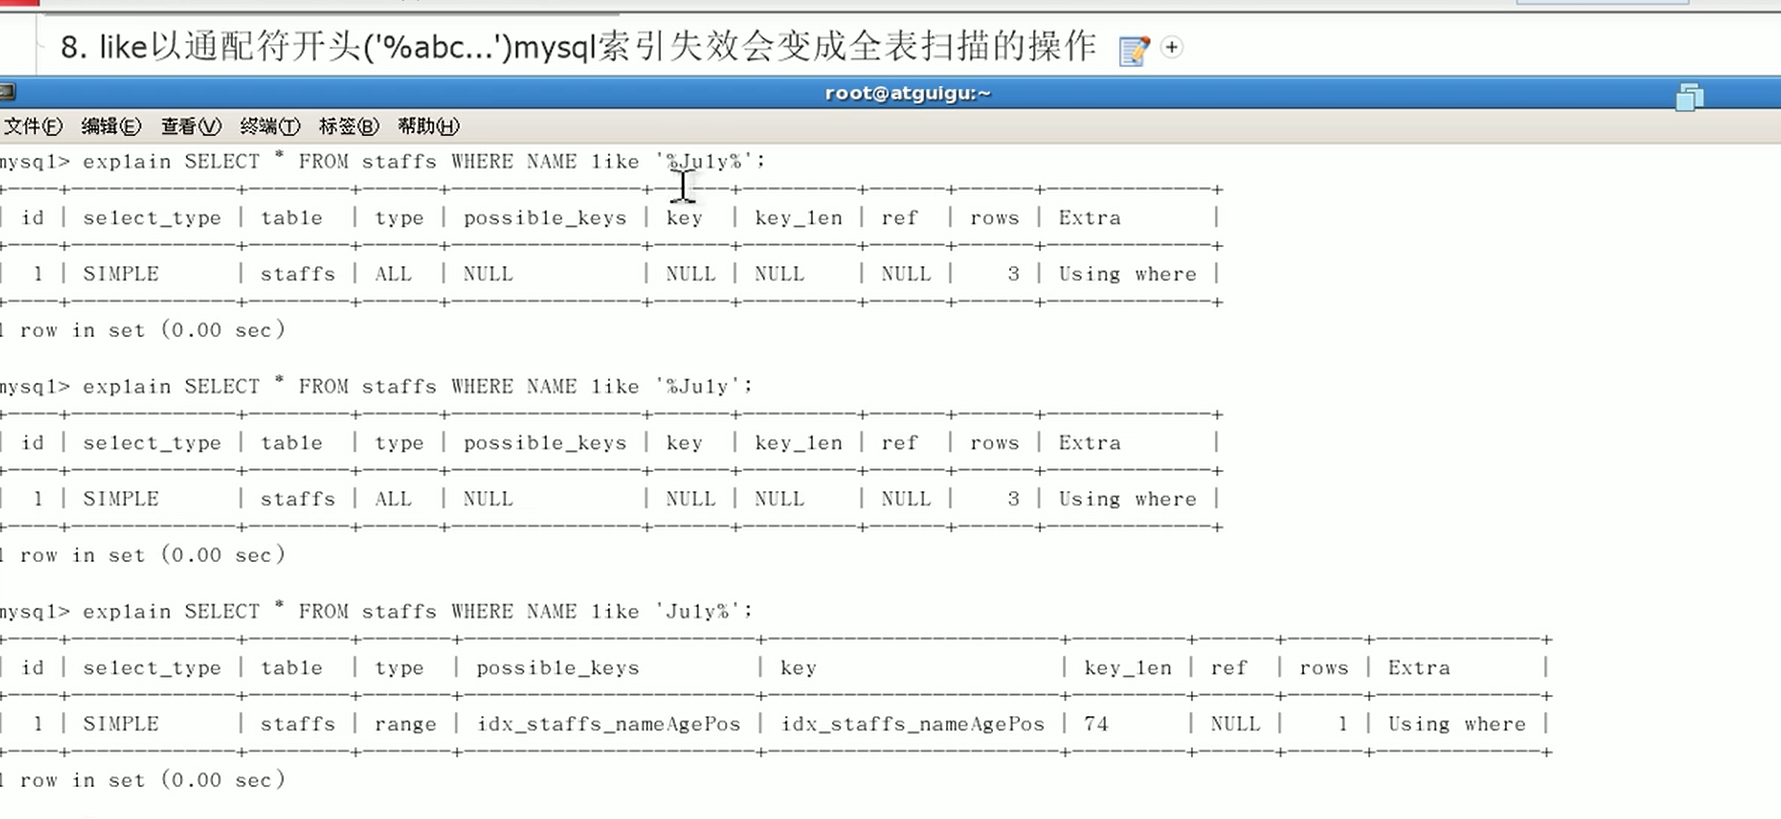 8. like以通配符开头('%abc...')mysql索引失效会变成全表扫描的操作
root@atguigu:~
文件(F) 编辑(E) 查看(V) 终端(T) 标签(B) 帮助(H)
mysql> explain SELECT * FROM staffs WHERE NAME like '%July%';
+----+-------------+--------+------+---------------+------+---------+------+------+-------------+
| id | select_type | table | type | possible_keys | key | key_len | ref | rows | Extra |
+----+-------------+--------+------+---------------+------+---------+------+------+-------------+
| 1 | SIMPLE | staffs | ALL | NULL | NULL | NULL | NULL | 3 | Using where |
+----+-------------+--------+------+---------------+------+---------+------+------+-------------+
1 row in set (0.00 sec)
mysql> explain SELECT * FROM staffs WHERE NAME like '%July';
+----+-------------+--------+------+---------------+------+---------+------+------+-------------+
| id | select_type | table | type | possible_keys | key | key_len | ref | rows | Extra |
+----+-------------+--------+------+---------------+------+---------+------+------+-------------+
| 1 | SIMPLE | staffs | ALL | NULL | NULL | NULL | NULL | 3 | Using where |
+----+-------------+--------+------+---------------+------+---------+------+------+-------------+
1 row in set (0.00 sec)
mysql> explain SELECT * FROM staffs WHERE NAME like 'July%';
+----+-------------+--------+-------+-----------------------+-----------------------+---------+------+------+-------------+
| id | select_type | table | type | possible_keys | key | key_len | ref | rows | Extra |
+----+-------------+--------+-------+-----------------------+-----------------------+---------+------+------+-------------+
| 1 | SIMPLE | staffs | range | idx_staffs_nameAgePos | idx_staffs_nameAgePos | 74 | NULL | 1 | Using where |
+----+-------------+--------+-------+-----------------------+-----------------------+---------+------+------+-------------+
1 row in set (0.00 sec)